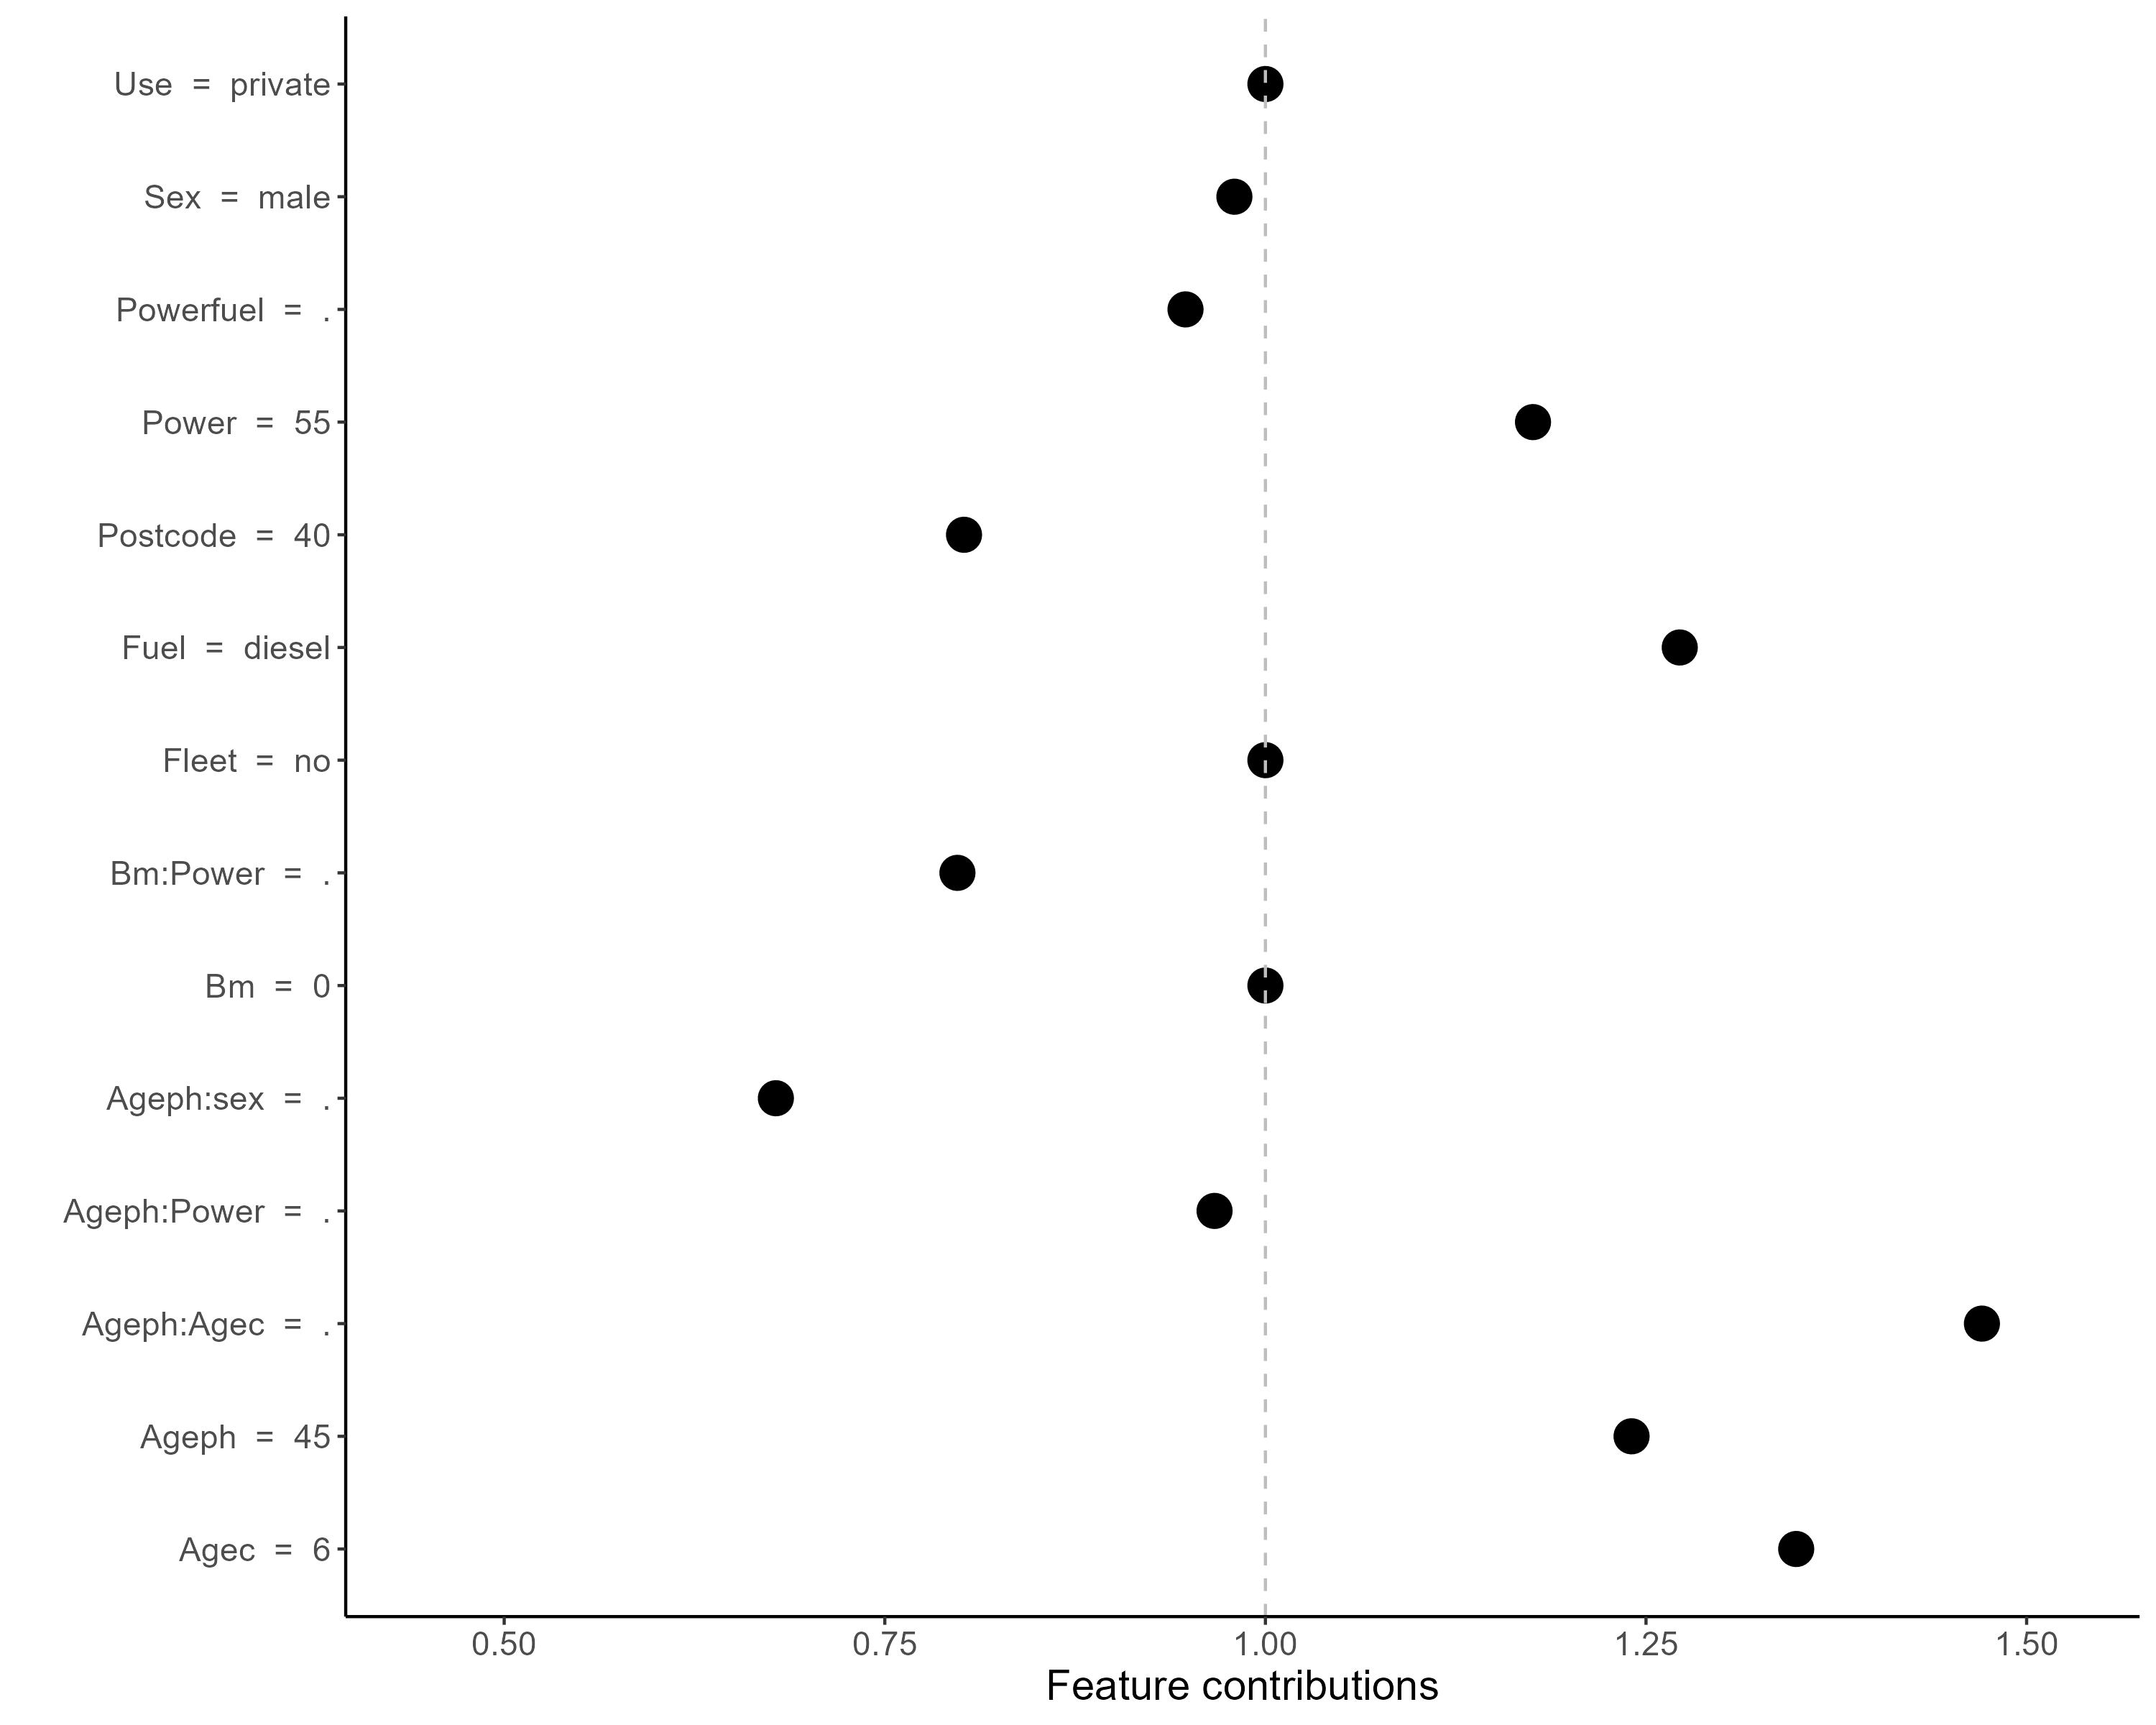 Use = private
Sex = male
Powerfuel = .
Power = 55
Postcode = 40
Fuel = diesel
Fleet = no
Bm:Power = .
Bm = 0
Ageph:sex = .
Ageph:Power = .
Ageph:Agec = .
Ageph = 45
Agec = 6
0.50 0.75 1.00 1.25 1.50
Feature contributions